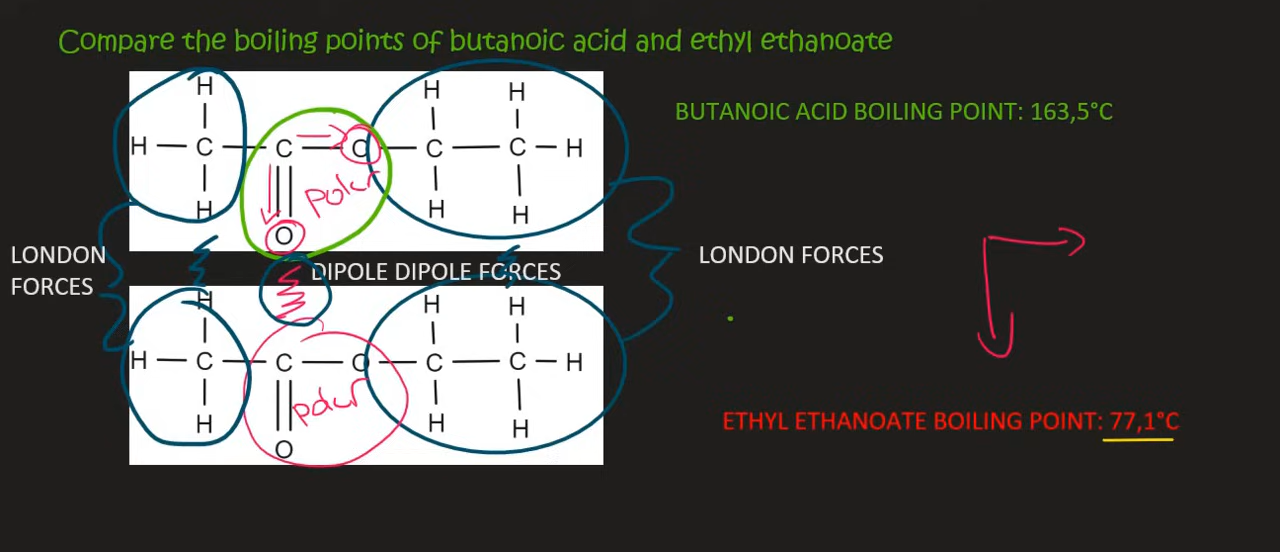 Compare the boiling points of butanoic acid and ethyl ethanoate
BUTANOIC ACID BOILING POINT: 163,5°C
H H H
H — C — C — O — C — C — H
H O H H
Polar
LONDON
FORCES
DIPOLE DIPOLE FORCES
LONDON FORCES
H H H
H — C — C — O — C — C — H
H O H H
polar
ETHYL ETHANOATE BOILING POINT: 77,1°C